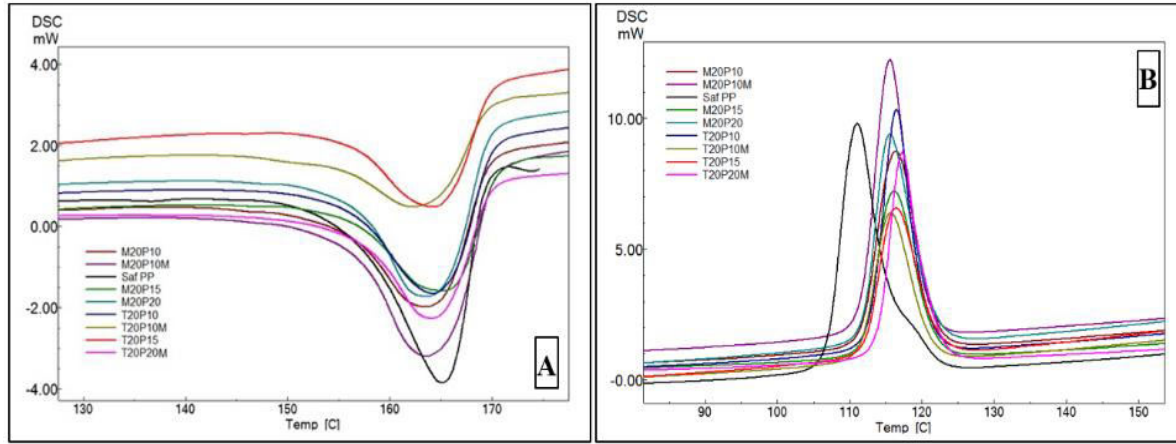 DSC
mW
4.00
2.00
0.00
-2.00
-4.00
M20P10
M20P10M
Saf PP
M20P15
M20P20
T20P10
T20P10M
T20P15
T20P20M
A
130
140
150
160
170
Temp [C]
DSC
mW
10.00
5.00
-0.00
M20P10
M20P10M
Saf PP
M20P15
M20P20
T20P10
T20P10M
T20P15
T20P20M
B
90
100
110
120
130
140
150
Temp [C]